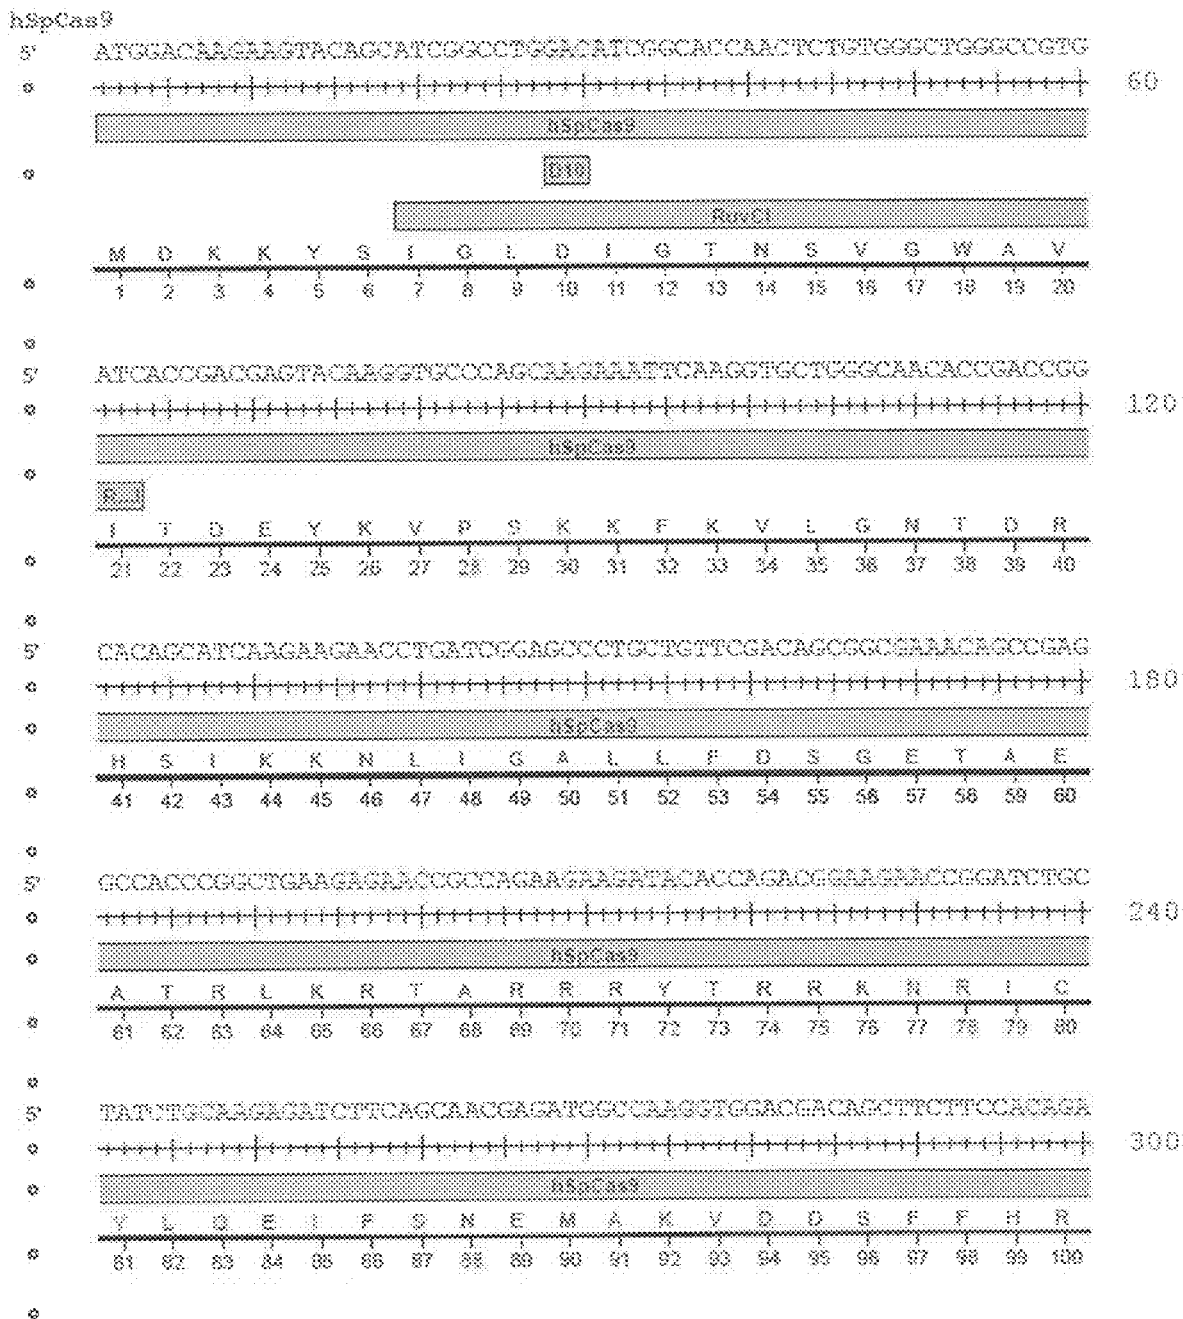 hSpCas9
5' ATGGACAAGAAGTACAGCATCGGCCTGGACATCGGCACCAACTCTGTGGGCTGGGCCGTG
60
hSpCas9
D10
RuvCI
M D K K Y S I G L D I G T N S V G W A V
1 2 3 4 5 6 7 8 9 10 11 12 13 14 15 16 17 18 19 20
5' ATCACCGACGAGTACAAGGTGCCCAGCAAGAAATTCAAGGTGCTGGGCAACACCGACCGG
120
hSpCas9
R...I
I T D E Y K V P S K K F K V L G N T D R
21 22 23 24 25 26 27 28 29 30 31 32 33 34 35 36 37 38 39 40
5' CACAGCATCAAGAAGAACCTGATCGGAGCCCTGCTGTTCGACAGCGGCGAAACAGCCGAG
180
hSpCas9
H S I K K N L I G A L L F D S G E T A E
41 42 43 44 45 46 47 48 49 50 51 52 53 54 55 56 57 58 59 60
5' GCCACCCGGCTGAAGAGAACCGCCAGAAGAAGATACACCAGACGGAAGAACCGGATCTGC
240
hSpCas9
A T R L K R T A R R R Y T R R K N R I C
61 62 63 64 65 66 67 68 69 70 71 72 73 74 75 76 77 78 79 80
5' TATCTGCAAGAGATCTTCAGCAACGAGATGGCCAAGGTGGACGACAGCTTCTTCCACAGA
300
hSpCas9
Y L Q E I F S N E M A K V D D S F F H R
81 82 83 84 85 86 87 88 89 90 91 92 93 94 95 96 97 98 99 100